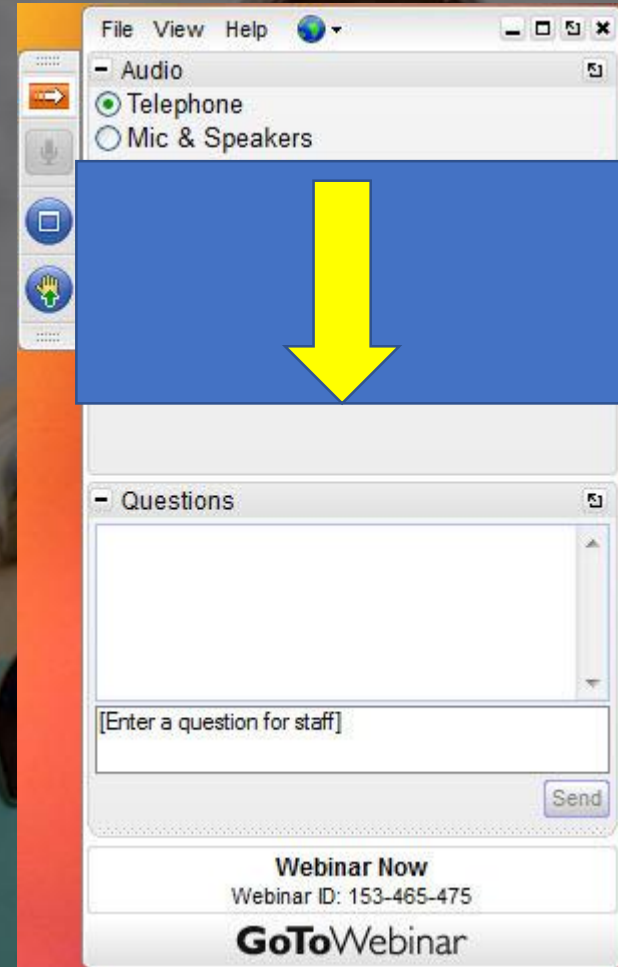 File View Help
Audio
Telephone
Mic & Speakers
Questions
[Enter a question for staff]
Send
Webinar Now
Webinar ID: 153-465-475
GoToWebinar